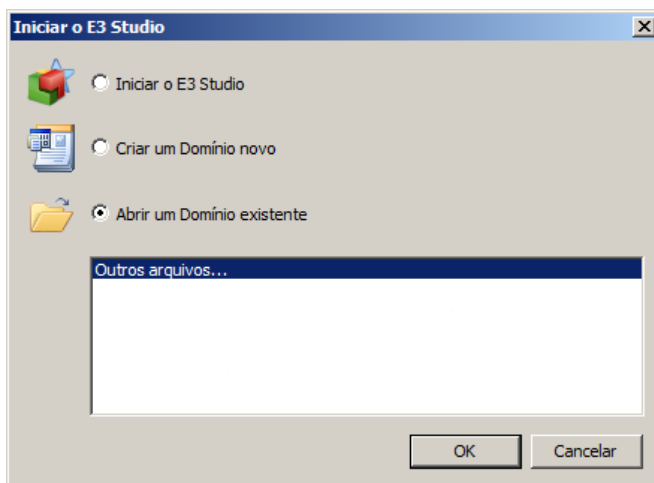 Iniciar o E3 Studio
Iniciar o E3 Studio
Criar um Domínio novo
Abrir um Domínio existente
Outros arquivos...
OK Cancelar